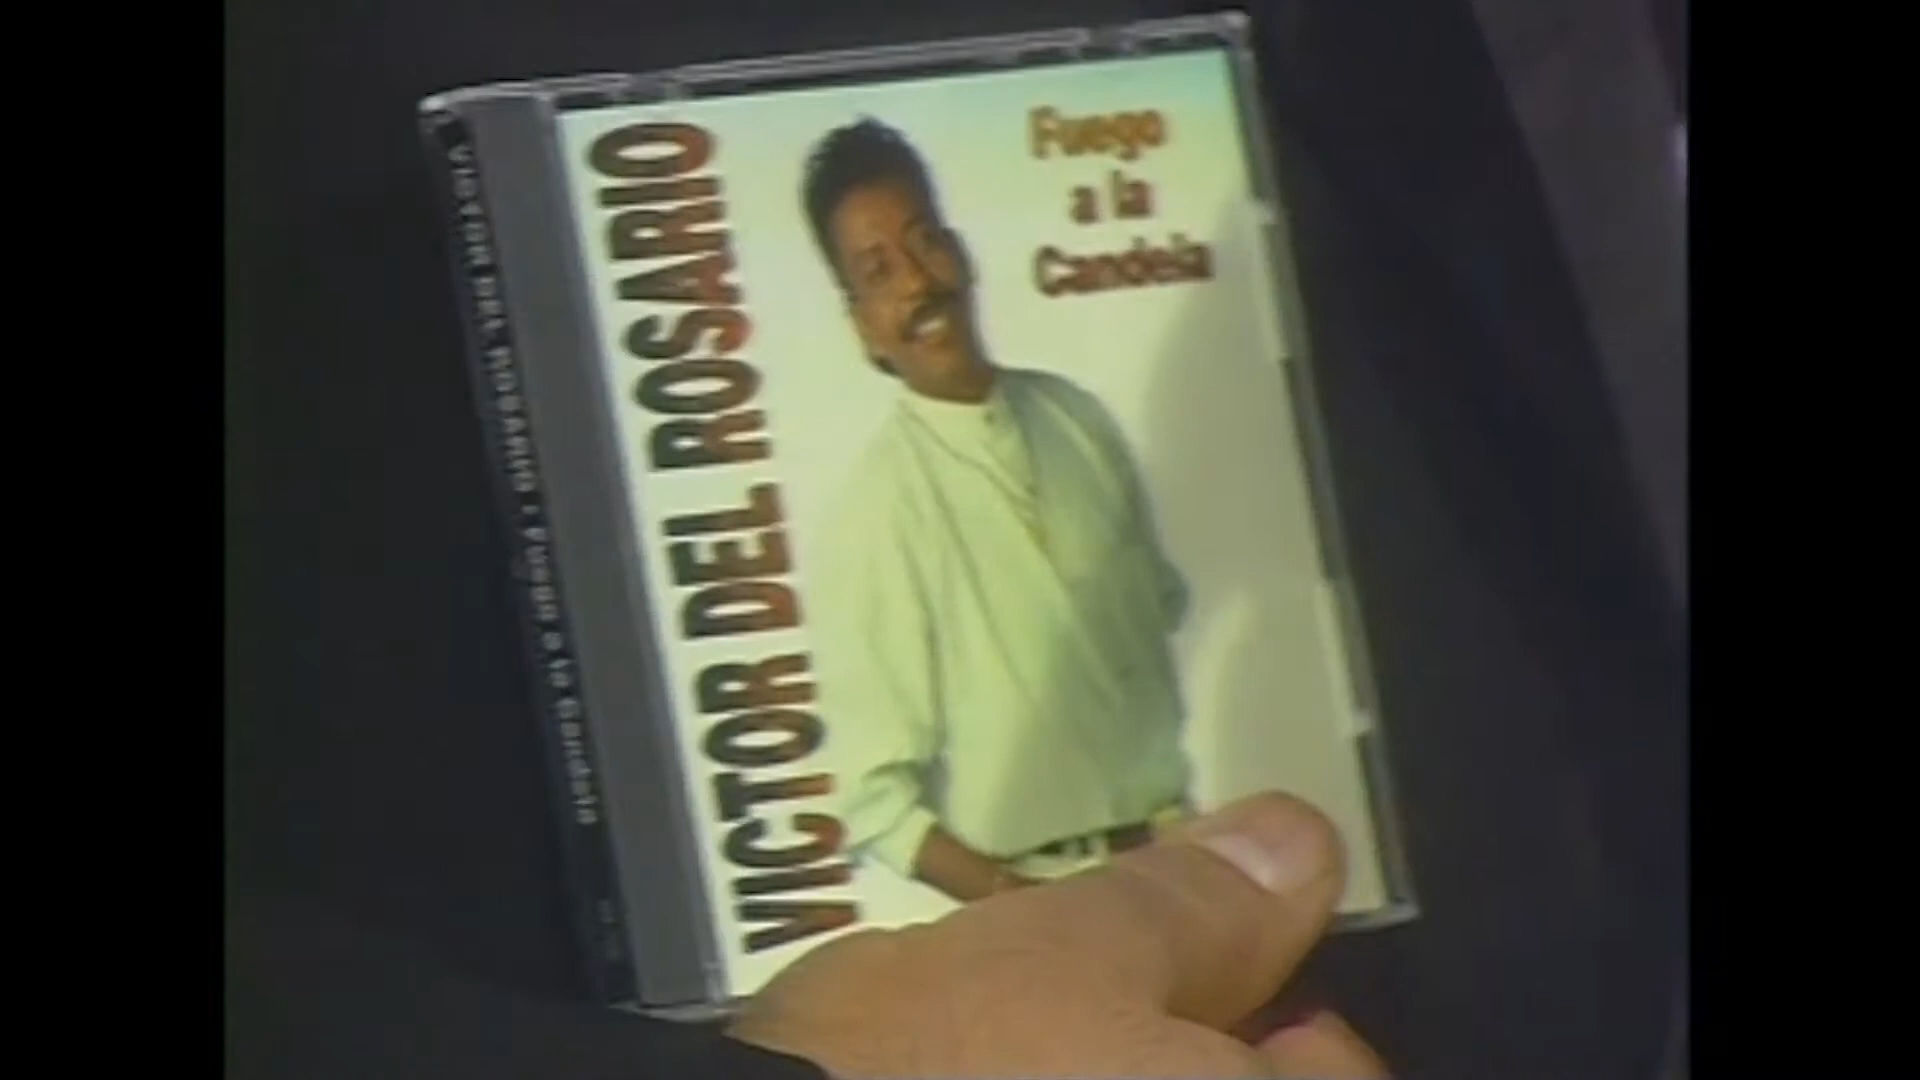 VICTOR DEL ROSARIO
Fuego
a la
Candela
VICTOR DEL ROSARIO • Fuego a la Candela